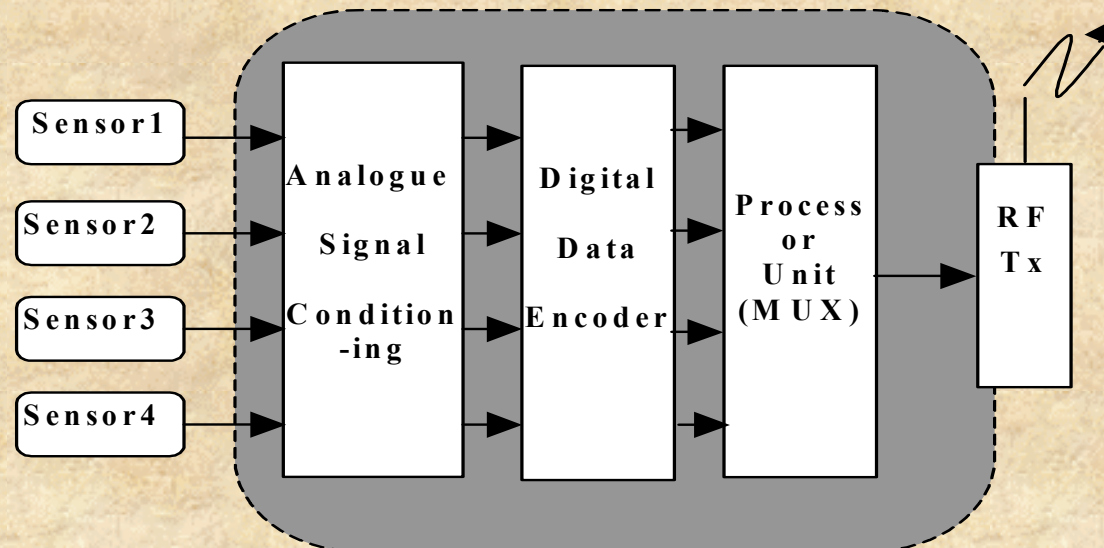 Sensor1
Sensor2
Sensor3
Sensor4
Analogue
Signal
Condition
-ing
Digital
Data
Encoder
Process
or
Unit
(MUX)
RF
Tx